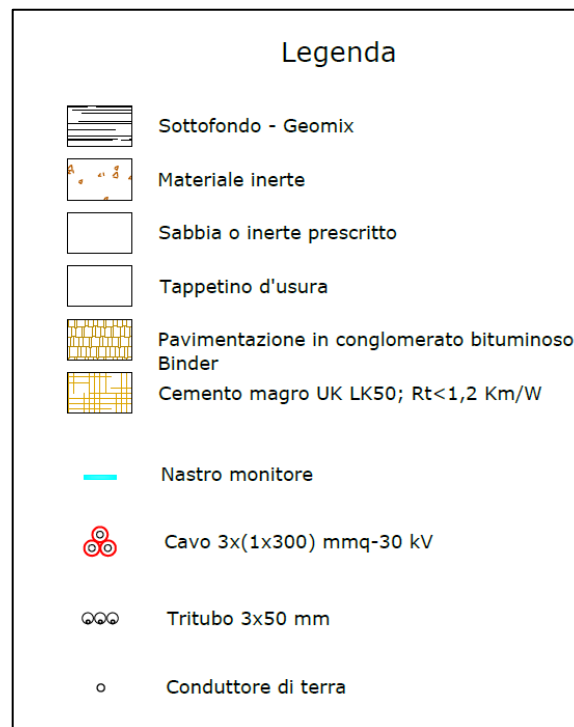 Legenda
Sottofondo - Geomix
Materiale inerte
Sabbia o inerte prescritto
Tappetino d'usura
Pavimentazione in conglomerato bituminoso
Binder
Cemento magro UK LK50; Rt<1,2 Km/W
Nastro monitore
Cavo 3x(1x300) mmq-30 kV
Tritubo 3x50 mm
Conduttore di terra